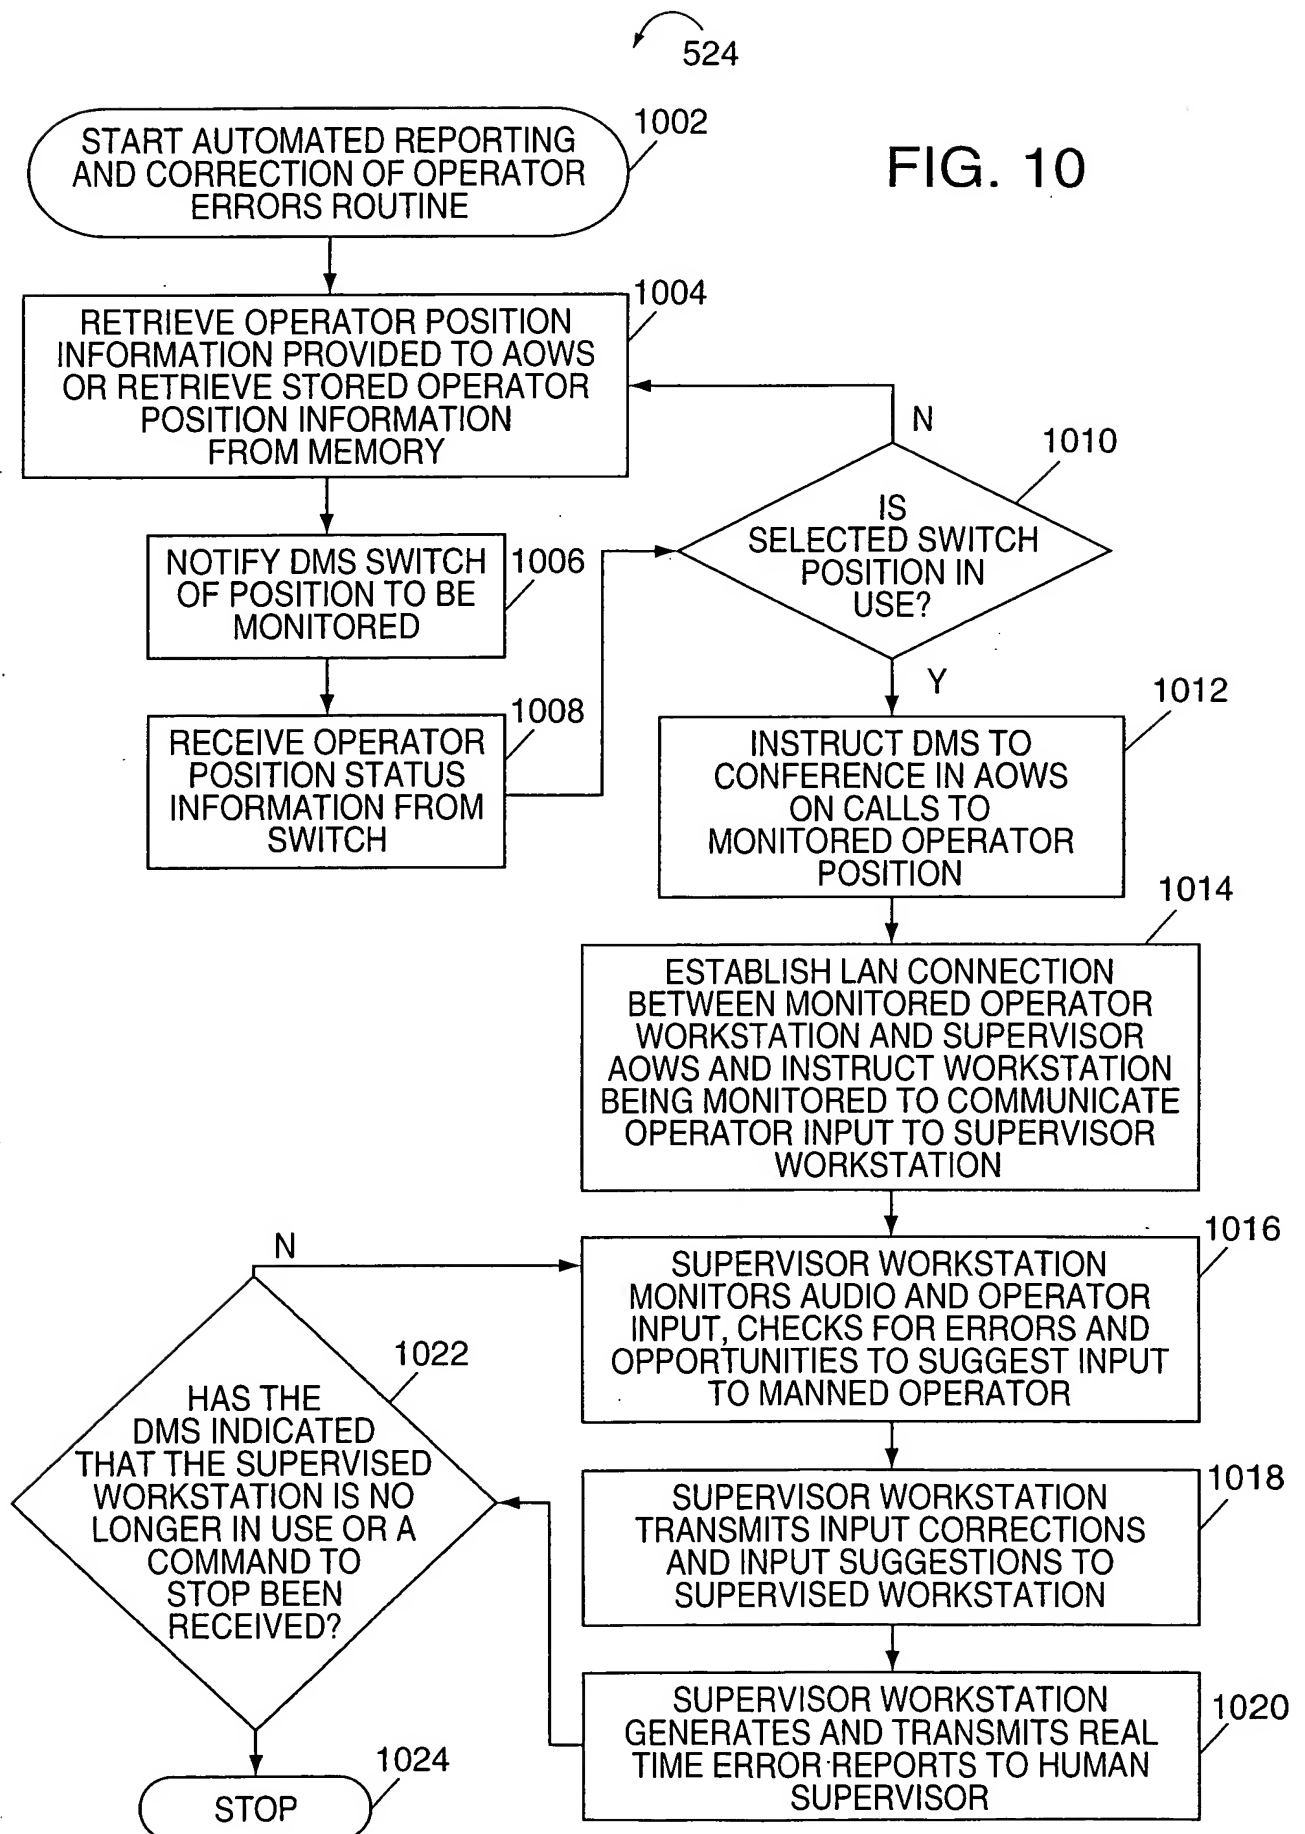 524
FIG. 10
1002
START AUTOMATED REPORTING
AND CORRECTION OF OPERATOR
ERRORS ROUTINE
1004
RETRIEVE OPERATOR POSITION
INFORMATION PROVIDED TO AOWS
OR RETRIEVE STORED OPERATOR
POSITION INFORMATION
FROM MEMORY
1006
NOTIFY DMS SWITCH
OF POSITION TO BE
MONITORED
1008
RECEIVE OPERATOR
POSITION STATUS
INFORMATION FROM
SWITCH
N
1010
IS
SELECTED SWITCH
POSITION IN
USE?
Y
1012
INSTRUCT DMS TO
CONFERENCE IN AOWS
ON CALLS TO
MONITORED OPERATOR
POSITION
1014
ESTABLISH LAN CONNECTION
BETWEEN MONITORED OPERATOR
WORKSTATION AND SUPERVISOR
AOWS AND INSTRUCT WORKSTATION
BEING MONITORED TO COMMUNICATE
OPERATOR INPUT TO SUPERVISOR
WORKSTATION
1016
SUPERVISOR WORKSTATION
MONITORS AUDIO AND OPERATOR
INPUT, CHECKS FOR ERRORS AND
OPPORTUNITIES TO SUGGEST INPUT
TO MANNED OPERATOR
1018
SUPERVISOR WORKSTATION
TRANSMITS INPUT CORRECTIONS
AND INPUT SUGGESTIONS TO
SUPERVISED WORKSTATION
1020
SUPERVISOR WORKSTATION
GENERATES AND TRANSMITS REAL
TIME ERROR REPORTS TO HUMAN
SUPERVISOR
N
1022
HAS THE
DMS INDICATED
THAT THE SUPERVISED
WORKSTATION IS NO
LONGER IN USE OR A
COMMAND TO
STOP BEEN
RECEIVED?
1024
STOP